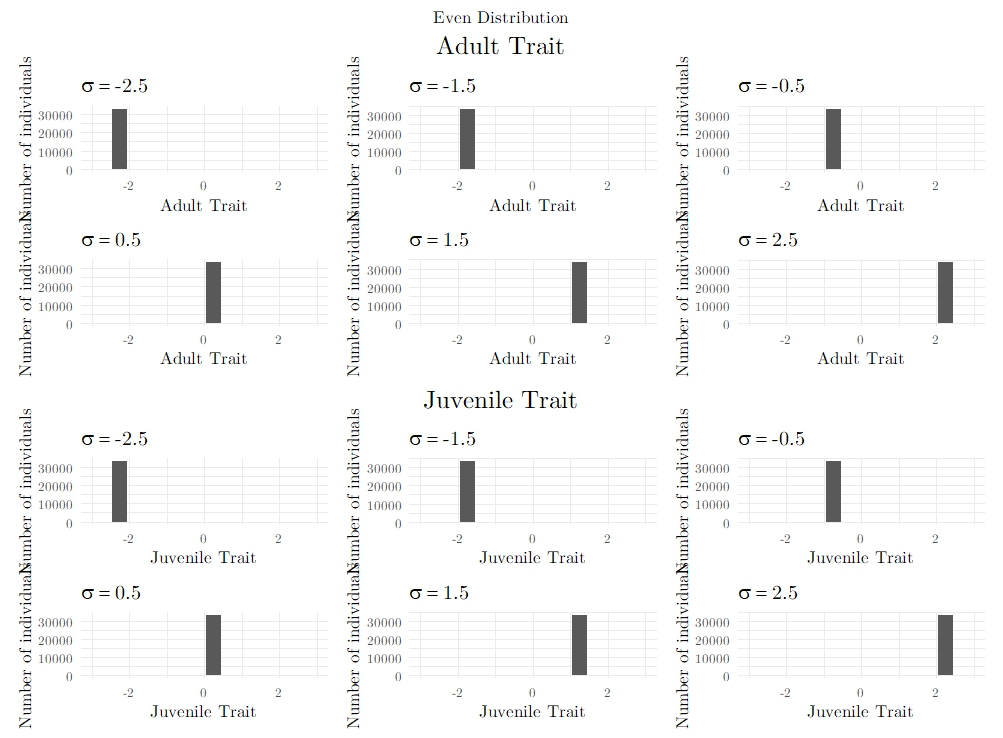 Even Distribution
Adult Trait
σ = -2.5
σ = -1.5
σ = -0.5
Number of individuals
30000
20000
10000
0
-2
0
2
Adult Trait
Number of individuals
30000
20000
10000
0
-2
0
2
Adult Trait
Number of individuals
30000
20000
10000
0
-2
0
2
Adult Trait
σ = 0.5
σ = 1.5
σ = 2.5
Number of individuals
30000
20000
10000
0
-2
0
2
Adult Trait
Number of individuals
30000
20000
10000
0
-2
0
2
Adult Trait
Number of individuals
30000
20000
10000
0
-2
0
2
Adult Trait
Juvenile Trait
σ = -2.5
σ = -1.5
σ = -0.5
Number of individuals
30000
20000
10000
0
-2
0
2
Juvenile Trait
Number of individuals
30000
20000
10000
0
-2
0
2
Juvenile Trait
Number of individuals
30000
20000
10000
0
-2
0
2
Juvenile Trait
σ = 0.5
σ = 1.5
σ = 2.5
Number of individuals
30000
20000
10000
0
-2
0
2
Juvenile Trait
Number of individuals
30000
20000
10000
0
-2
0
2
Juvenile Trait
Number of individuals
30000
20000
10000
0
-2
0
2
Juvenile Trait